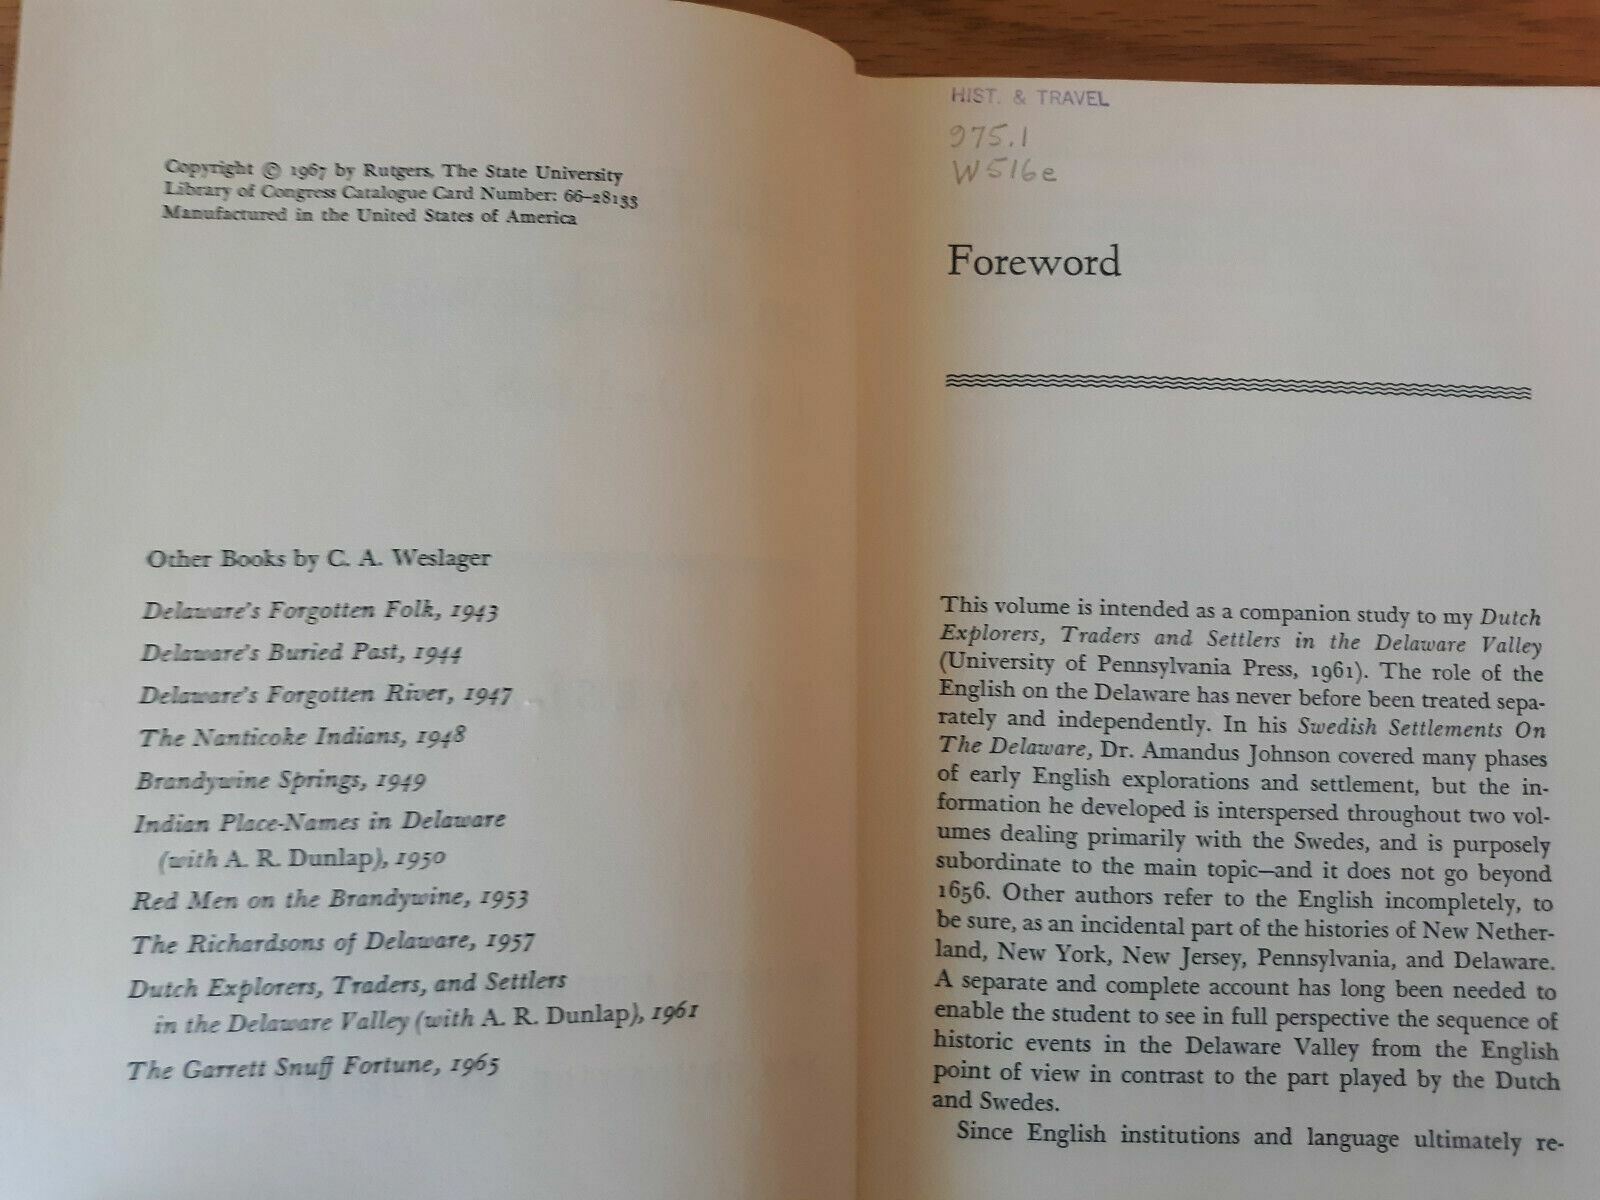 Copyright © 1967 by Rutgers, The State University
Library of Congress Catalogue Card Number: 66–28133
Manufactured in the United States of America
Other Books by C. A. Weslager
Delaware's Forgotten Folk, 1943
Delaware's Buried Past, 1944
Delaware's Forgotten River, 1947
The Nanticoke Indians, 1948
Brandywine Springs, 1949
Indian Place-Names in Delaware
(with A. R. Dunlap), 1950
Red Men on the Brandywine, 1953
The Richardsons of Delaware, 1957
Dutch Explorers, Traders, and Settlers
in the Delaware Valley (with A. R. Dunlap), 1961
The Garrett Snuff Fortune, 1965
HIST. & TRAVEL
975.1
W516e
Foreword
This volume is intended as a companion study to my Dutch
Explorers, Traders and Settlers in the Delaware Valley
(University of Pennsylvania Press, 1961). The role of the
English on the Delaware has never before been treated sepa-
rately and independently. In his Swedish Settlements On
The Delaware, Dr. Amandus Johnson covered many phases
of early English explorations and settlement, but the in-
formation he developed is interspersed throughout two vol-
umes dealing primarily with the Swedes, and is purposely
subordinate to the main topic—and it does not go beyond
1656. Other authors refer to the English incompletely, to
be sure, as an incidental part of the histories of New Nether-
land, New York, New Jersey, Pennsylvania, and Delaware.
A separate and complete account has long been needed to
enable the student to see in full perspective the sequence of
historic events in the Delaware Valley from the English
point of view in contrast to the part played by the Dutch
and Swedes.
Since English institutions and language ultimately re-